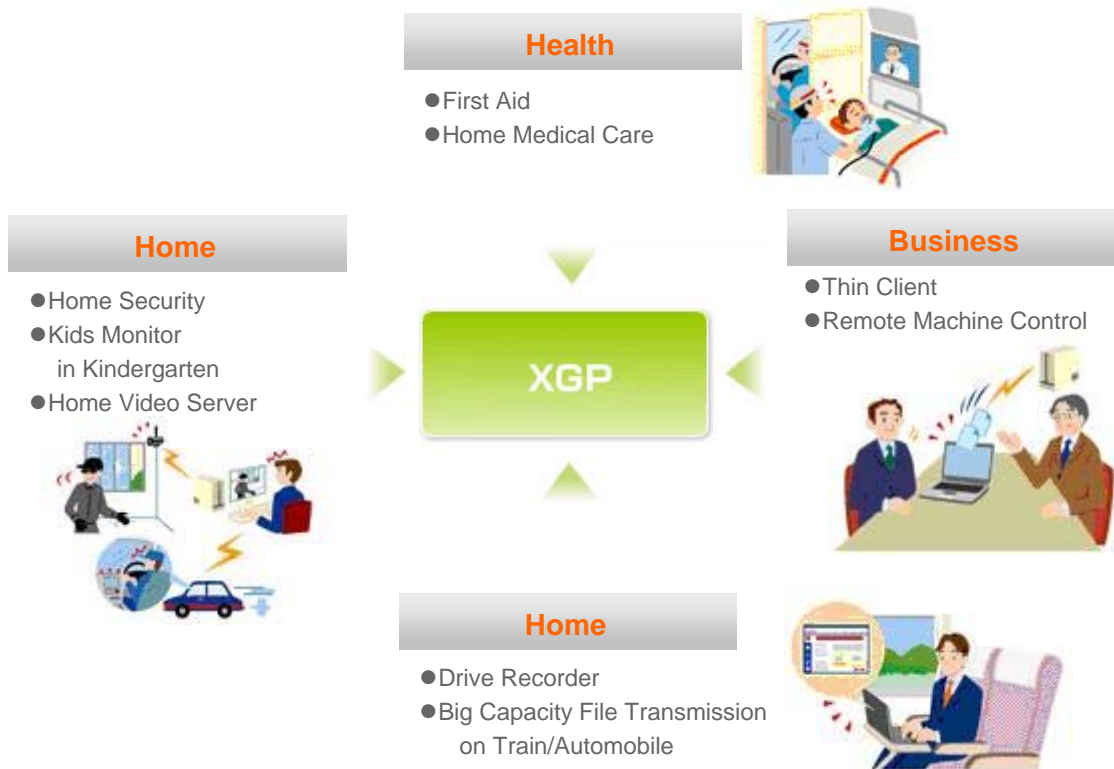 Health
●First Aid
●Home Medical Care
Home
●Home Security
●Kids Monitor
in Kindergarten
●Home Video Server
XGP
Business
●Thin Client
●Remote Machine Control
Home
●Drive Recorder
●Big Capacity File Transmission
on Train/Automobile